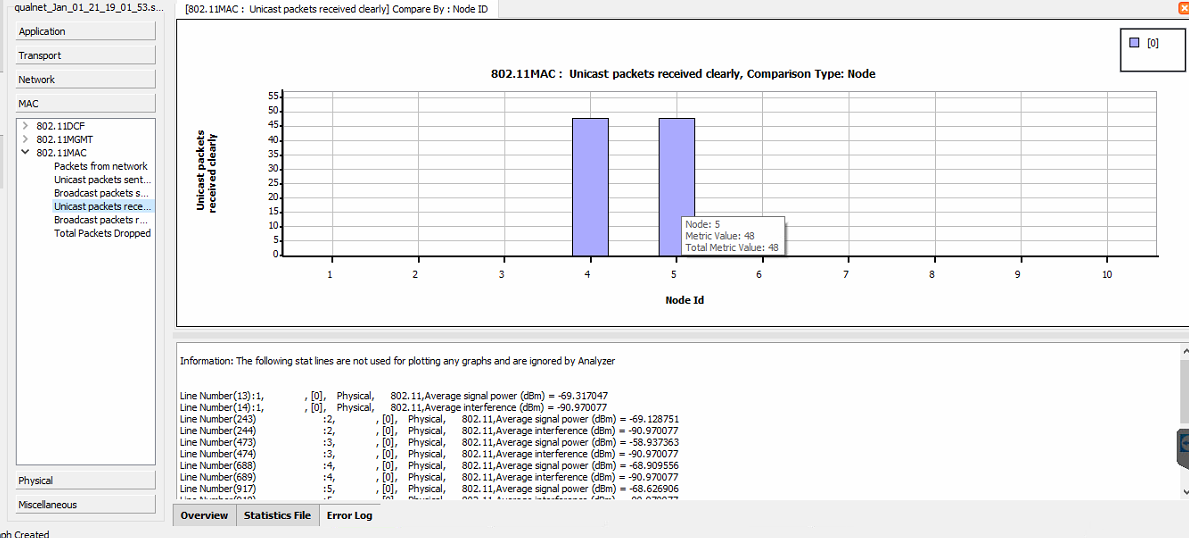 qualnet_Jan_01_21_19_01_53.s...
[802.11MAC : Unicast packets received clearly] Compare By : Node ID
Application
Transport
Network
MAC
802.11DCF
802.11MGMT
802.11MAC
Packets from network
Unicast packets sent...
Broadcast packets s...
Unicast packets rece...
Broadcast packets r...
Total Packets Dropped
Physical
Miscellaneous
ph Created
[0]
802.11MAC : Unicast packets received clearly, Comparison Type: Node
Unicast packets
received clearly
55
50
45
40
35
30
25
20
15
10
5
0
Node: 5
Metric Value: 48
Total Metric Value: 48
1 2 3 4 5 6 7 8 9 10
Node Id
Information: The following stat lines are not used for plotting any graphs and are ignored by Analyzer
Line Number(13):1, , [0], Physical, 802.11,Average signal power (dBm) = -69.317047
Line Number(14):1, , [0], Physical, 802.11,Average interference (dBm) = -90.970077
Line Number(243) :2, , [0], Physical, 802.11,Average signal power (dBm) = -69.128751
Line Number(244) :2, , [0], Physical, 802.11,Average interference (dBm) = -90.970077
Line Number(473) :3, , [0], Physical, 802.11,Average signal power (dBm) = -58.937363
Line Number(474) :3, , [0], Physical, 802.11,Average interference (dBm) = -90.970077
Line Number(688) :4, , [0], Physical, 802.11,Average signal power (dBm) = -68.909556
Line Number(689) :4, , [0], Physical, 802.11,Average interference (dBm) = -90.970077
Line Number(917) :5, , [0], Physical, 802.11,Average signal power (dBm) = -68.626906
Overview Statistics File Error Log